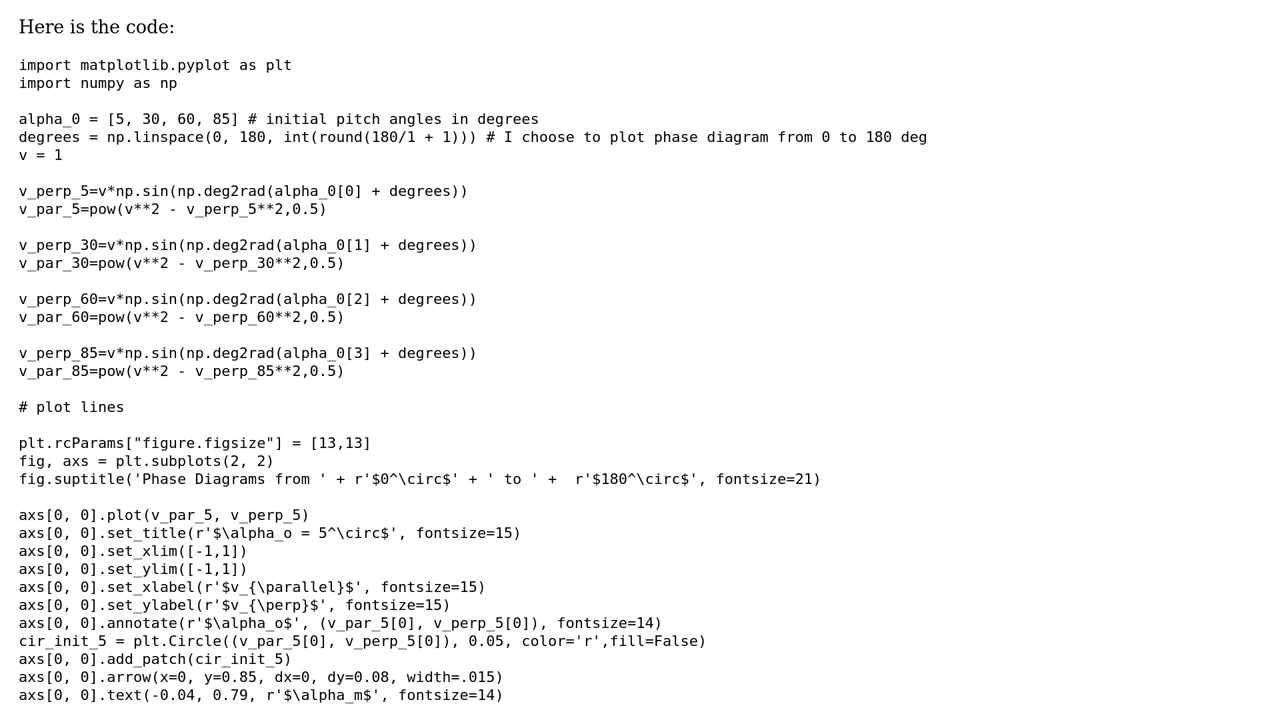 Here is the code:
import matplotlib.pyplot as plt
import numpy as np
alpha_0 = [5, 30, 60, 85] # initial pitch angles in degrees
degrees = np.linspace(0, 180, int(round(180/1 + 1))) # I choose to plot phase diagram from 0 to 180 deg
v = 1
v_perp_5=v*np.sin(np.deg2rad(alpha_0[0] + degrees))
v_par_5=pow(v**2 - v_perp_5**2,0.5)
v_perp_30=v*np.sin(np.deg2rad(alpha_0[1] + degrees))
v_par_30=pow(v**2 - v_perp_30**2,0.5)
v_perp_60=v*np.sin(np.deg2rad(alpha_0[2] + degrees))
v_par_60=pow(v**2 - v_perp_60**2,0.5)
v_perp_85=v*np.sin(np.deg2rad(alpha_0[3] + degrees))
v_par_85=pow(v**2 - v_perp_85**2,0.5)
# plot lines
plt.rcParams["figure.figsize"] = [13,13]
fig, axs = plt.subplots(2, 2)
fig.suptitle('Phase Diagrams from ' + r'$0^\circ$' + ' to ' +  r'$180^\circ$', fontsize=21)
axs[0, 0].plot(v_par_5, v_perp_5)
axs[0, 0].set_title(r'$\alpha_o = 5^\circ$', fontsize=15)
axs[0, 0].set_xlim([-1,1])
axs[0, 0].set_ylim([-1,1])
axs[0, 0].set_xlabel(r'$v_{\parallel}$', fontsize=15)
axs[0, 0].set_ylabel(r'$v_{\perp}$', fontsize=15)
axs[0, 0].annotate(r'$\alpha_o$', (v_par_5[0], v_perp_5[0]), fontsize=14)
cir_init_5 = plt.Circle((v_par_5[0], v_perp_5[0]), 0.05, color='r',fill=False)
axs[0, 0].add_patch(cir_init_5)
axs[0, 0].arrow(x=0, y=0.85, dx=0, dy=0.08, width=.015)
axs[0, 0].text(-0.04, 0.79, r'$\alpha_m$', fontsize=14)